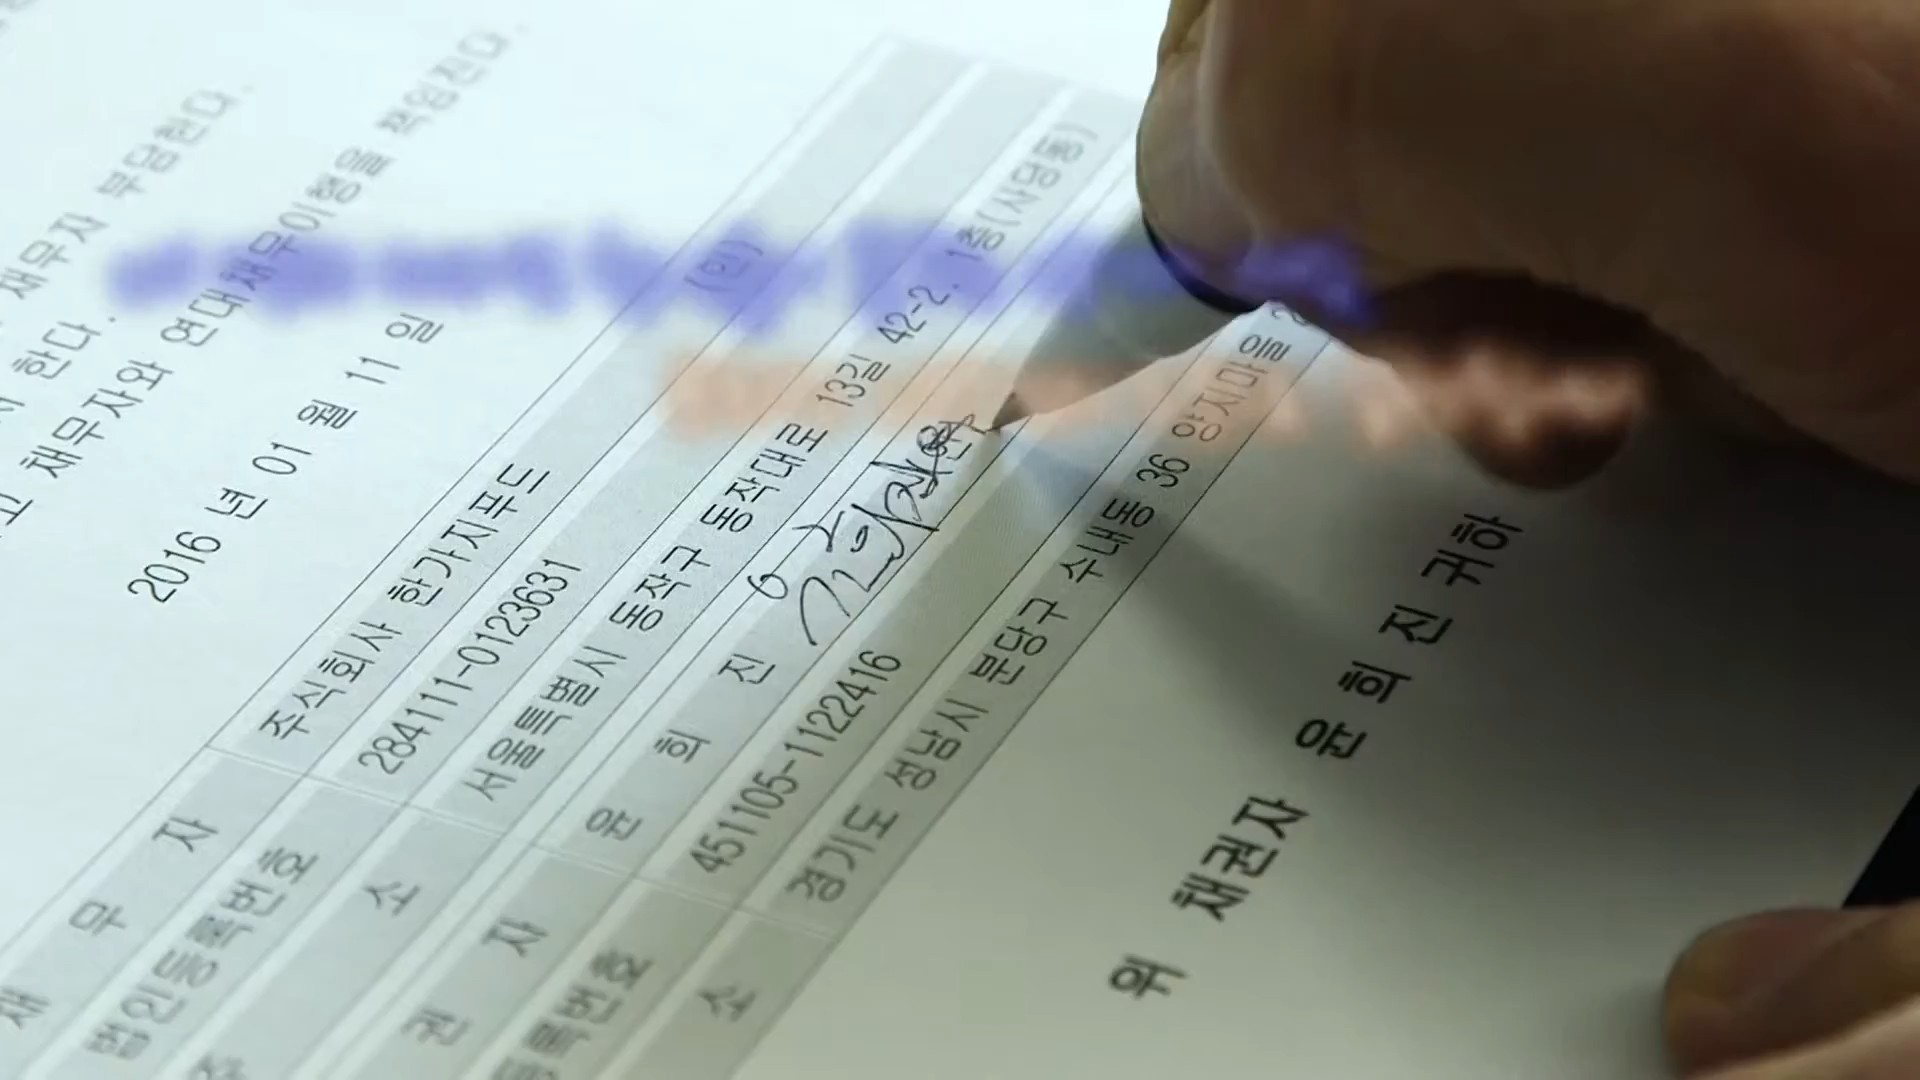 채무자 부담한다.
한다.
고 채무자와 연대채무이행을 책임진다.
2016 년 01 월 11 일
채 무 자 주식회사 한가지푸드 (인)
법인등록번호 284111-0123631
주 소 서울특별시 동작구 동작대로 13길 42-2, 1층(사당동)
권 자 윤 희 진
등록번호 451105-1122416
소 경기도 성남시 분당구 수내동 36 양지마을 2
위 채권자 윤 희 진 귀하